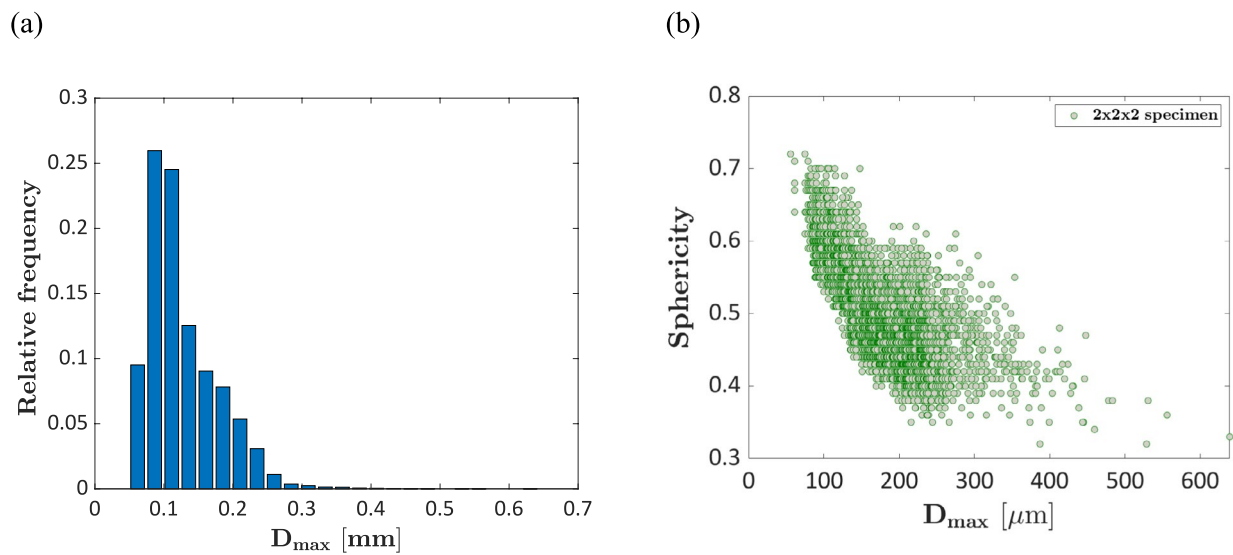 (a)
(b)
0.3
0.25
0.2
0.15
0.1
0.05
0
Relative frequency
0 0.1 0.2 0.3 0.4 0.5 0.6 0.7
Dmax [mm]
0.8
0.7
0.6
0.5
0.4
0.3
Sphericity
2x2x2 specimen
0 100 200 300 400 500 600
Dmax [μm]